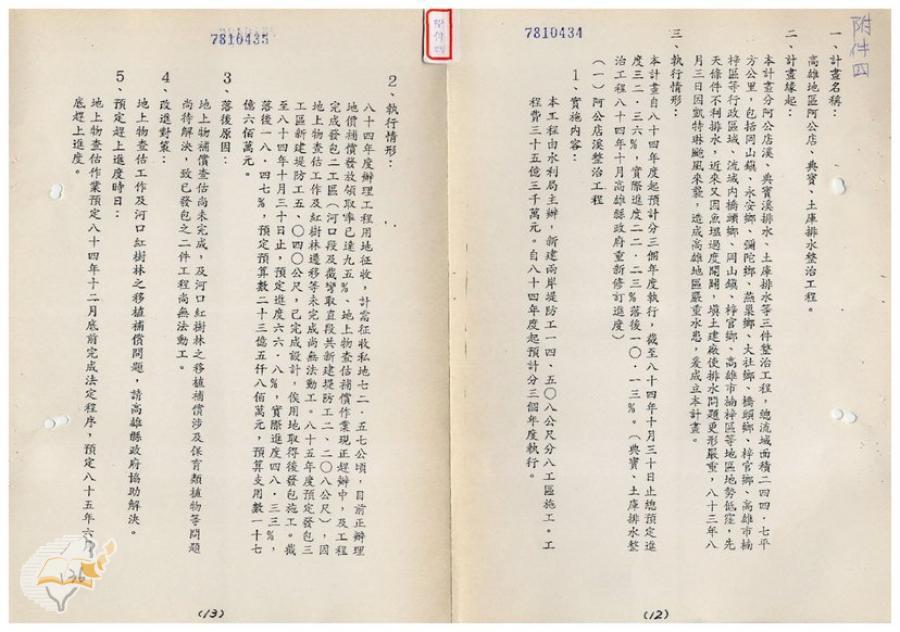 附件四
7810434
一、計畫名稱：
高雄地區阿公店、典寶、土庫排水整治工程。
二、計畫緣起：
本計畫分阿公店溪、典寶溪排水、土庫排水等三件整治工程，總流域面積二四四．七平
方公里，包括岡山鎮、永安鄉、彌陀鄉、燕巢鄉、大社鄉、橋頭鄉、梓官鄉、高雄市楠
梓區等行政區域，流域內橋頭鄉、岡山鎮、梓官鄉、高雄市楠梓區等地區地勢低窪，先
天條件不利排水，近來又因魚塭過度開闢，填土建廠使排水問題更形嚴重，八十三年八
月三日因凱特琳颱風來襲，造成高雄地區嚴重水患，爰成立本計畫。
三、執行情形：
本計畫自八十四年度起預計分三個年度執行，截至八十四年十月三十日止總預定進
度三二．三六%，實際進度二二．二三%落後一〇．一三%。（典寶、土庫排水整
治工程八十四年十月高雄縣政府重新修訂進度）
(一)阿公店溪整治工程
1、實施內容：
本工程由水利局主辦，新建兩岸堤防工一四、五〇八公尺分八工區施工。工
程費三十五億三千萬元。自八十四年度起預計分三個年度執行。
(12)
附件四
7810435
2、執行情形：
八十四年度辦理工程用地徵收，計需徵收私地七二．五七公頃，目前正辦理
地價補償發放領取率已達九五%、地上物查估補償作業現正趕辦中，及工程
完成發包二工區（河口段及截彎取直段共新建堤防工二、二〇八公尺），因
地上物查估工作及紅樹林遷移等未完成尚無法動工。八十五年度預定發包三
工區新建堤防工五、〇四〇公尺，已完成設計，俟用地取得後發包施工。截
至八十四年十月三十日止，預定進度六六．八%，實際進度四八．三三%，
落後一八．四七%，預定預算數二十三億五仟八佰萬元，預算支用數一十七
億六佰萬元。
3、落後原因：
地上物補償查估尚未完成，及河口紅樹林之移植補償涉及保育類植物等問題
尚待解決，致已發包之二件工程尚無法動工。
4、改進對策：
地上物查估工作及河口紅樹林之移植補償問題，請高雄縣政府協助解決。
5、預定趕上進度時日：
地上物查估作業預定八十四年十二月底前完成法定程序，預定八十五年六月
底趕上進度。
136
(13)